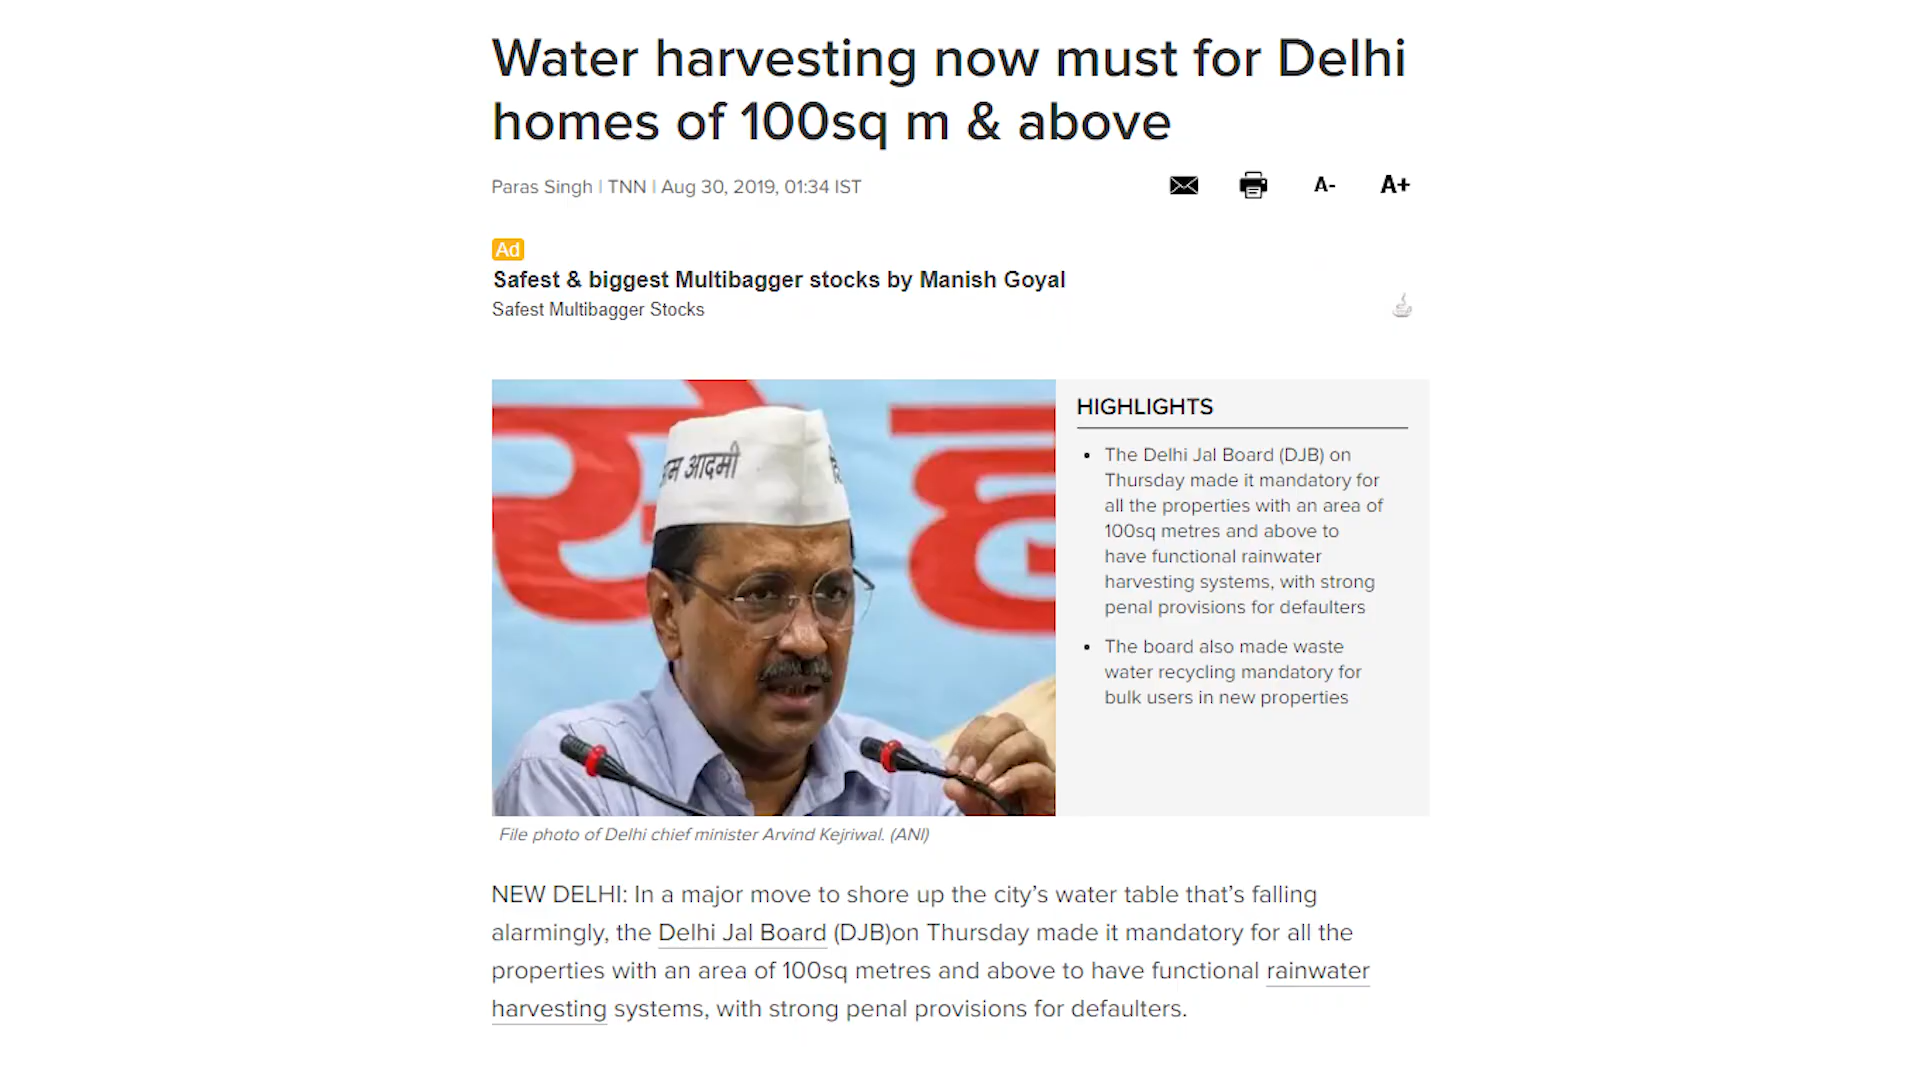 Water harvesting now must for Delhi
homes of 100sq m & above
Paras Singh | TNN | Aug 30, 2019, 01:34 IST
A-
A+
Ad
Safest & biggest Multibagger stocks by Manish Goyal
Safest Multibagger Stocks
आदमी
HIGHLIGHTS
• The Delhi Jal Board (DJB) on
Thursday made it mandatory for
all the properties with an area of
100sq metres and above to
have functional rainwater
harvesting systems, with strong
penal provisions for defaulters
• The board also made waste
water recycling mandatory for
bulk users in new properties
File photo of Delhi chief minister Arvind Kejriwal. (ANI)
NEW DELHI: In a major move to shore up the city’s water table that’s falling
alarmingly, the Delhi Jal Board (DJB)on Thursday made it mandatory for all the
properties with an area of 100sq metres and above to have functional rainwater
harvesting systems, with strong penal provisions for defaulters.